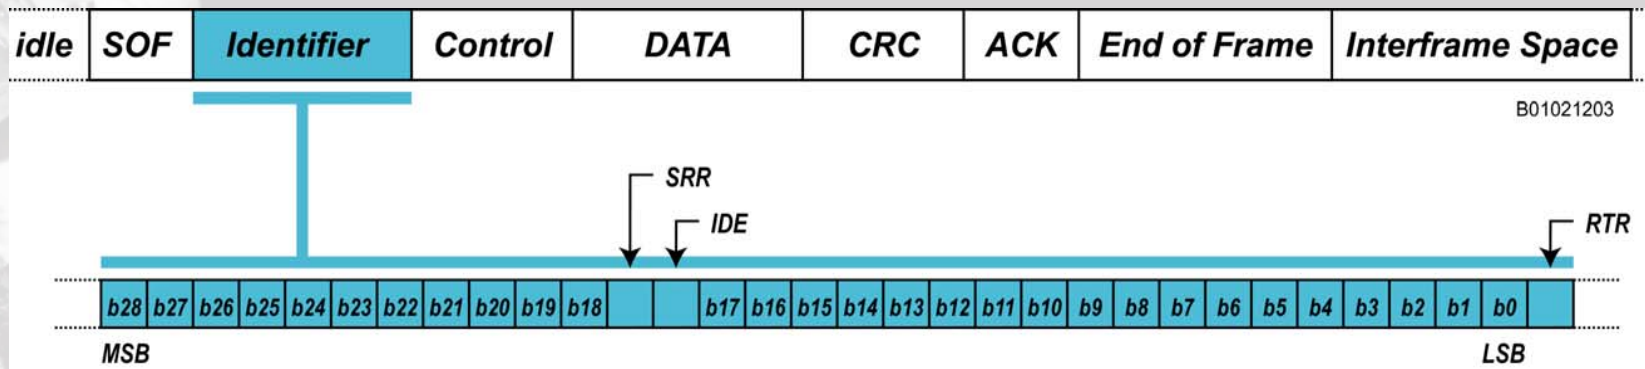 idle SOF Identifier Control DATA CRC ACK End of Frame Interframe Space
B01021203
SRR
IDE
RTR
b28 b27 b26 b25 b24 b23 b22 b21 b20 b19 b18 b17 b16 b15 b14 b13 b12 b11 b10 b9 b8 b7 b6 b5 b4 b3 b2 b1 b0
MSB LSB